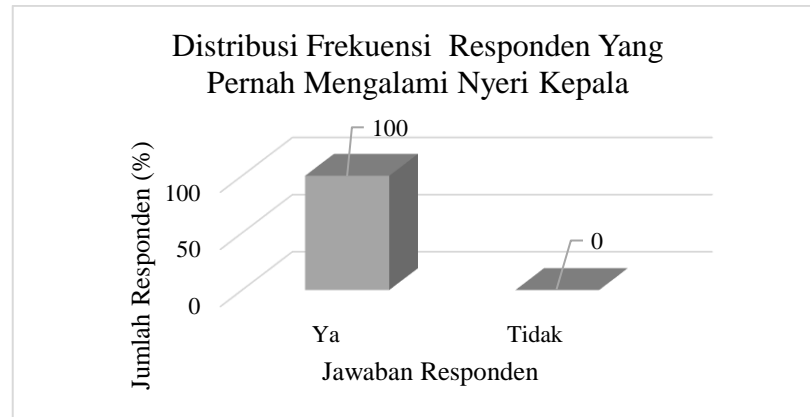 Distribusi Frekuensi  Responden Yang
Pernah Mengalami Nyeri Kepala
Jumlah Responden (%)
100
50
0
100
0
Ya
Tidak
Jawaban Responden